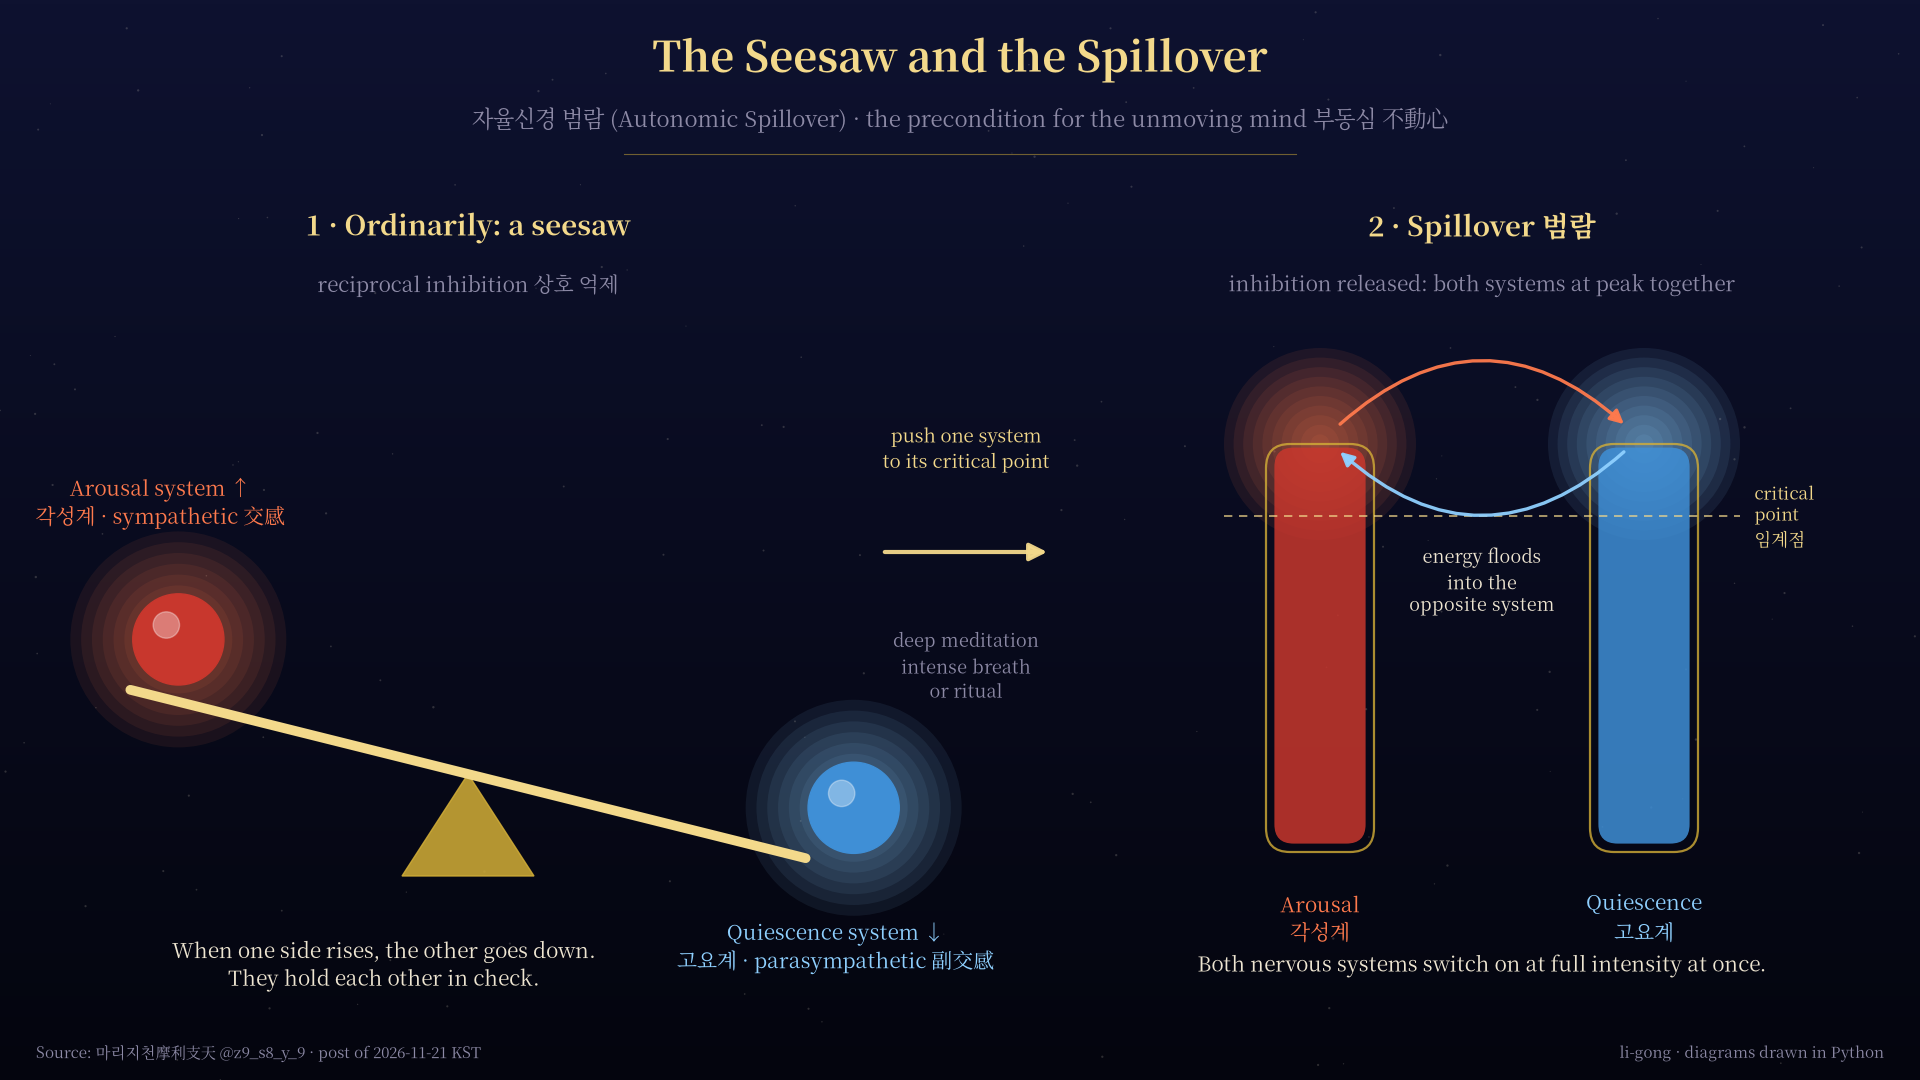 The Seesaw and the Spillover
자율신경 범람 (Autonomic Spillover) · the precondition for the unmoving mind 부동심 不動心
1 · Ordinarily: a seesaw
reciprocal inhibition 상호 억제
Arousal system ↑
각성계 · sympathetic 交感
Quiescence system ↓
고요계 · parasympathetic 副交感
When one side rises, the other goes down.
They hold each other in check.
push one system
to its critical point
deep meditation
intense breath
or ritual
2 · Spillover 범람
inhibition released: both systems at peak together
critical
point
임계점
energy floods
into the
opposite system
Arousal
각성계
Quiescence
고요계
Both nervous systems switch on at full intensity at once.
Source: 마리지천摩利支天 @z9_s8_y_9 · post of 2026-11-21 KST
li-gong · diagrams drawn in Python